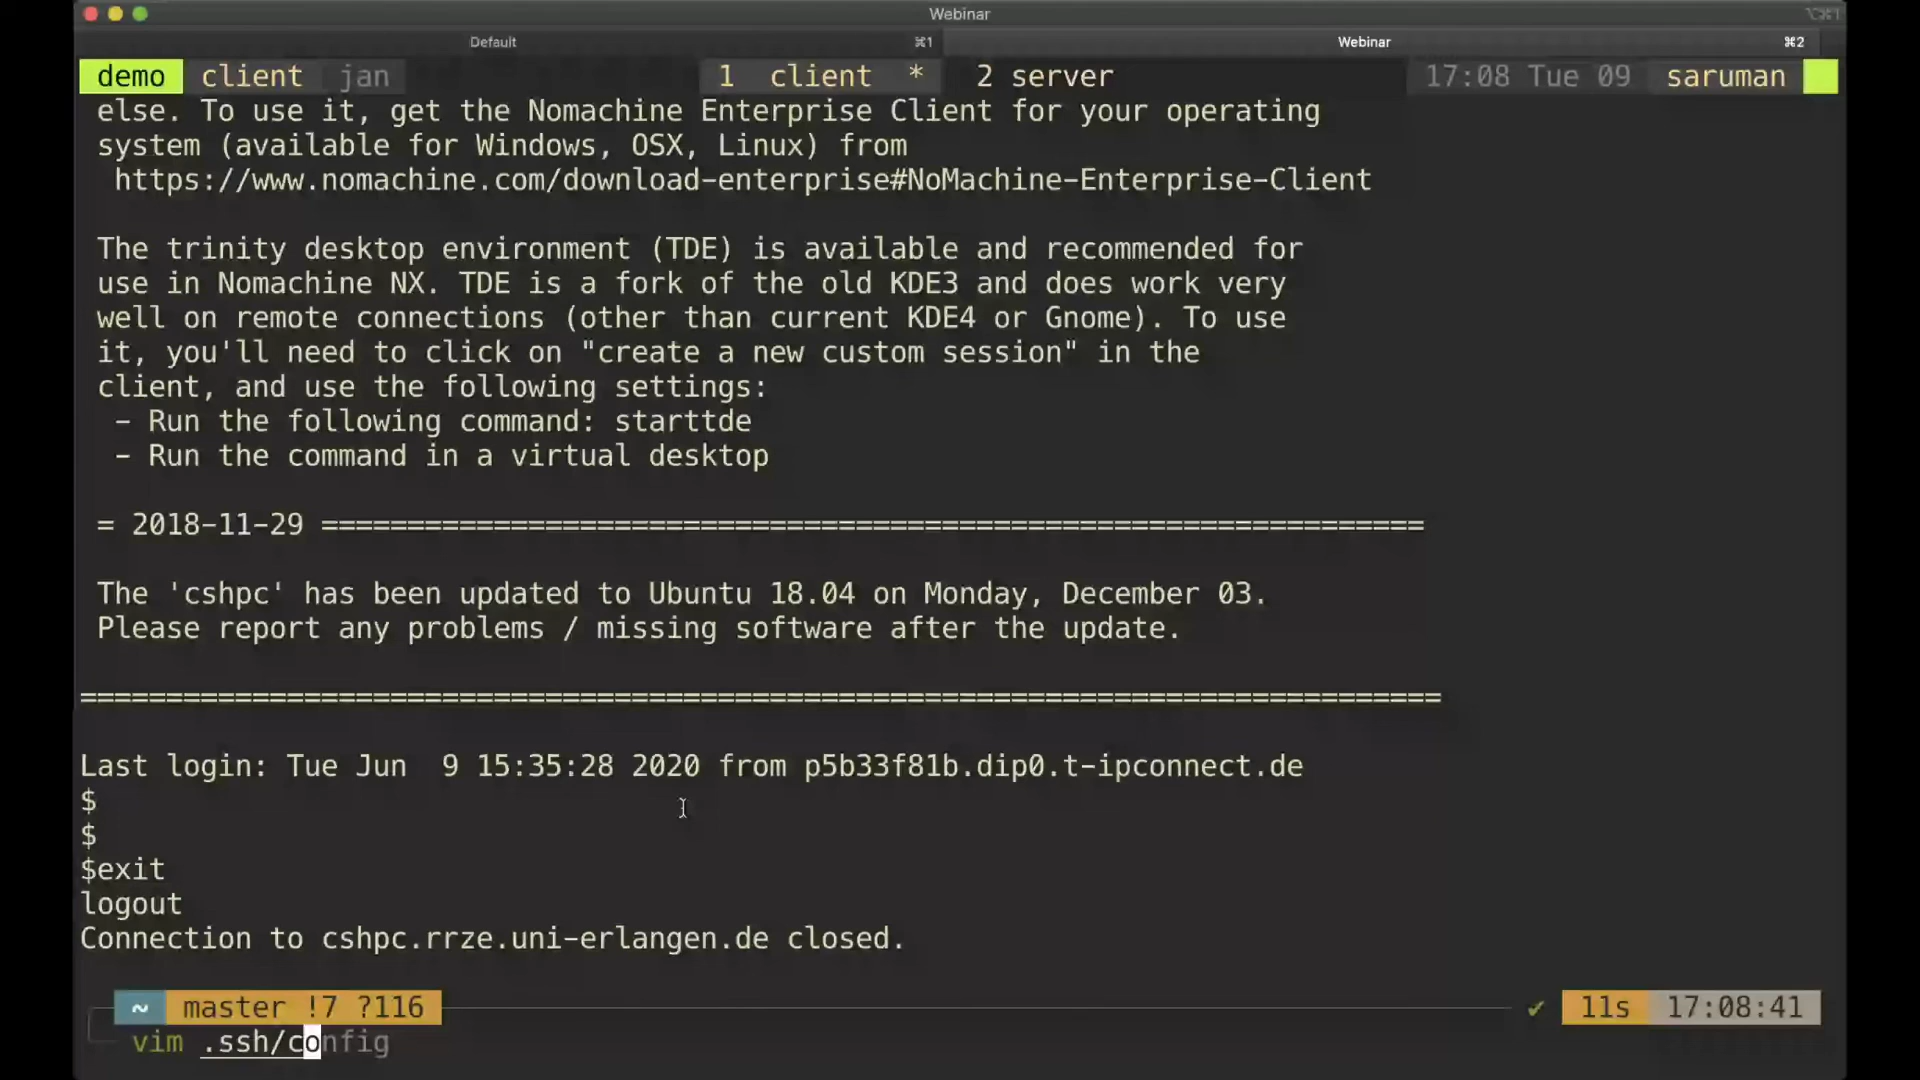 Webinar
Default ⌘1 Webinar ⌘2
demo client jan 1 client * 2 server 17:08 Tue 09 saruman
else. To use it, get the Nomachine Enterprise Client for your operating
system (available for Windows, OSX, Linux) from
https://www.nomachine.com/download-enterprise#NoMachine-Enterprise-Client
The trinity desktop environment (TDE) is available and recommended for
use in Nomachine NX. TDE is a fork of the old KDE3 and does work very
well on remote connections (other than current KDE4 or Gnome). To use
it, you'll need to click on "create a new custom session" in the
client, and use the following settings:
- Run the following command: starttde
- Run the command in a virtual desktop
= 2018-11-29 ================================================================
The 'cshpc' has been updated to Ubuntu 18.04 on Monday, December 03.
Please report any problems / missing software after the update.
===============================================================================
Last login: Tue Jun  9 15:35:28 2020 from p5b33f81b.dip0.t-ipconnect.de
$
$
$exit
logout
Connection to cshpc.rrze.uni-erlangen.de closed.
~ master !7 ?116 ✓ 11s 17:08:41
vim .ssh/config